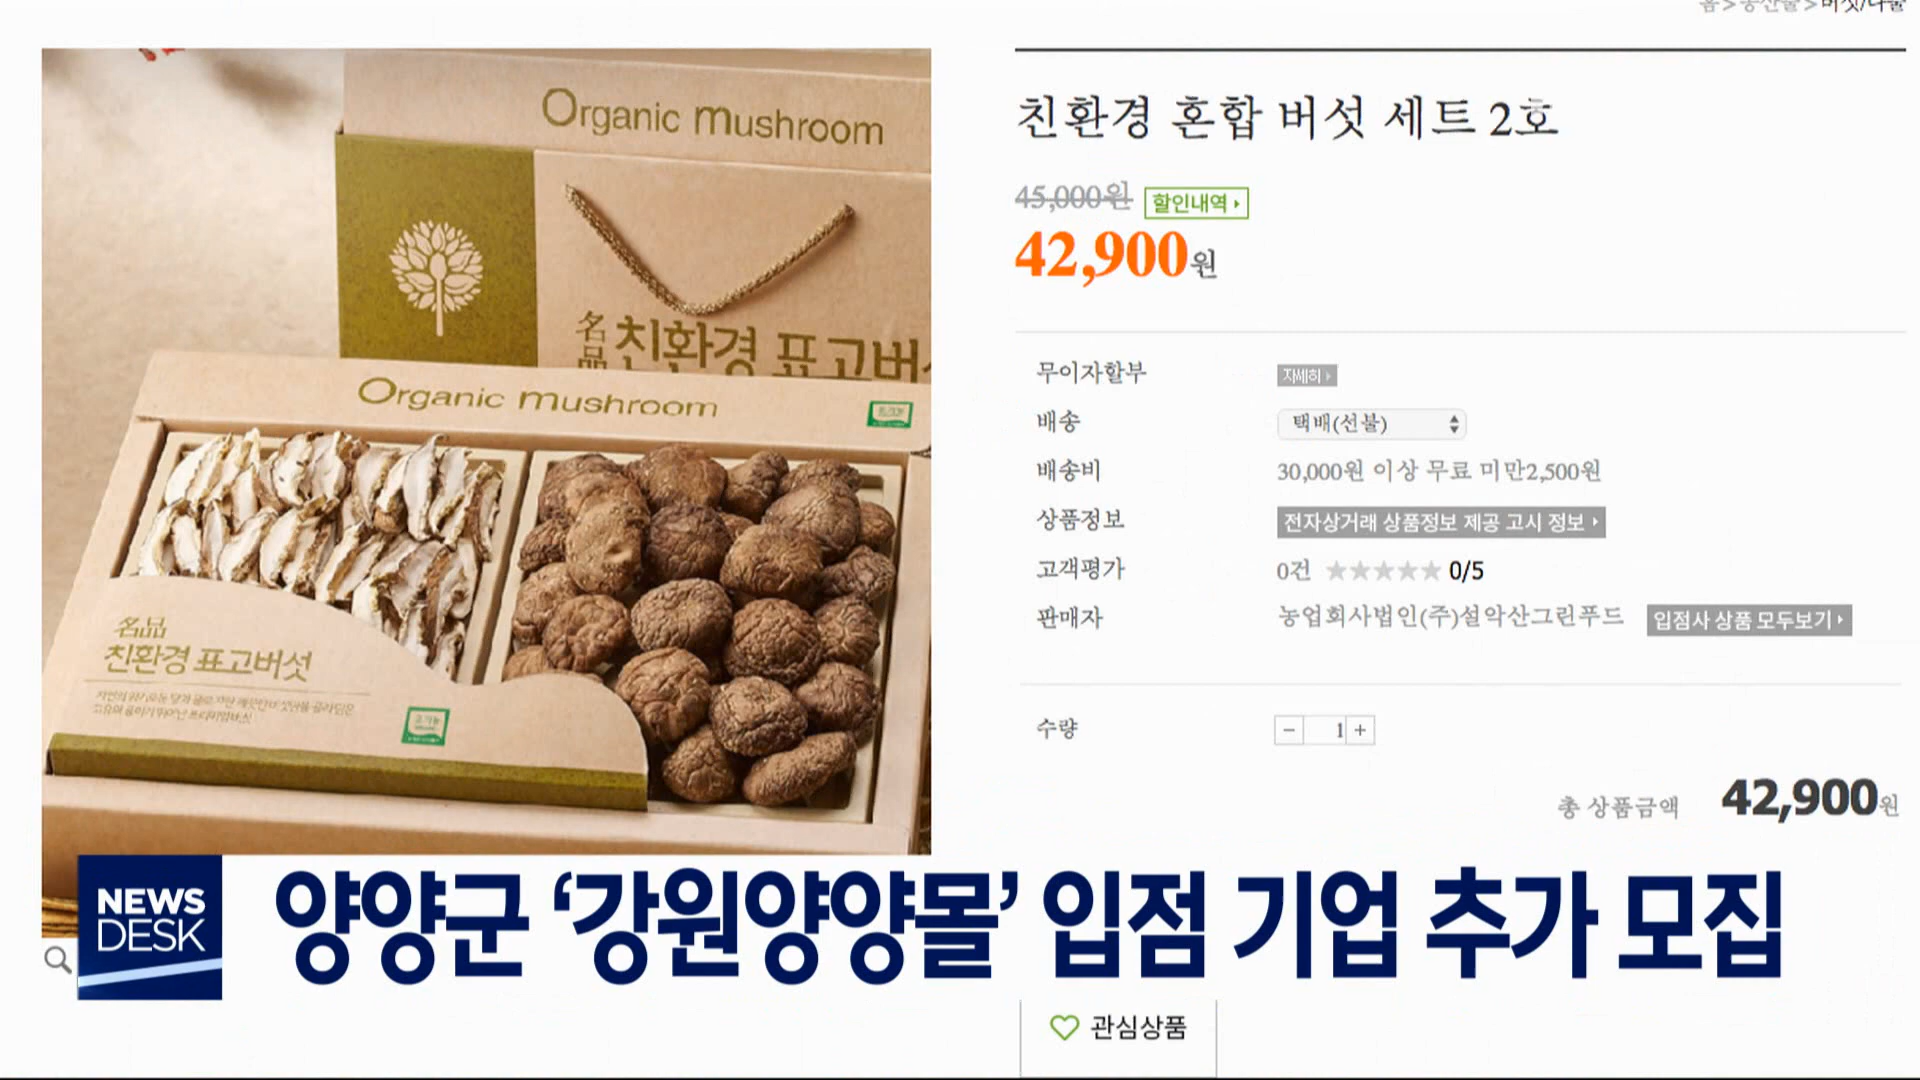 홈 > 농산물 > 버섯/나물
Organic mushroom
名品 친환경 표고버
Organic mushroom
名品
친환경 표고버섯
친환경 혼합 버섯 세트 2호
45,000원 할인내역
42,900원
무이자할부 자세히
배송 택배(선불)
배송비 30,000원 이상 무료 미만2,500원
상품정보 전자상거래 상품정보 제공 고시 정보
고객평가 0건 ★★★★★ 0/5
판매자 농업회사법인(주)설악산그린푸드 입점사 상품 모두보기
수량 - 1 +
총 상품금액 42,900원
NEWS
DESK
양양군 ‘강원양양몰’ 입점 기업 추가 모집
관심상품